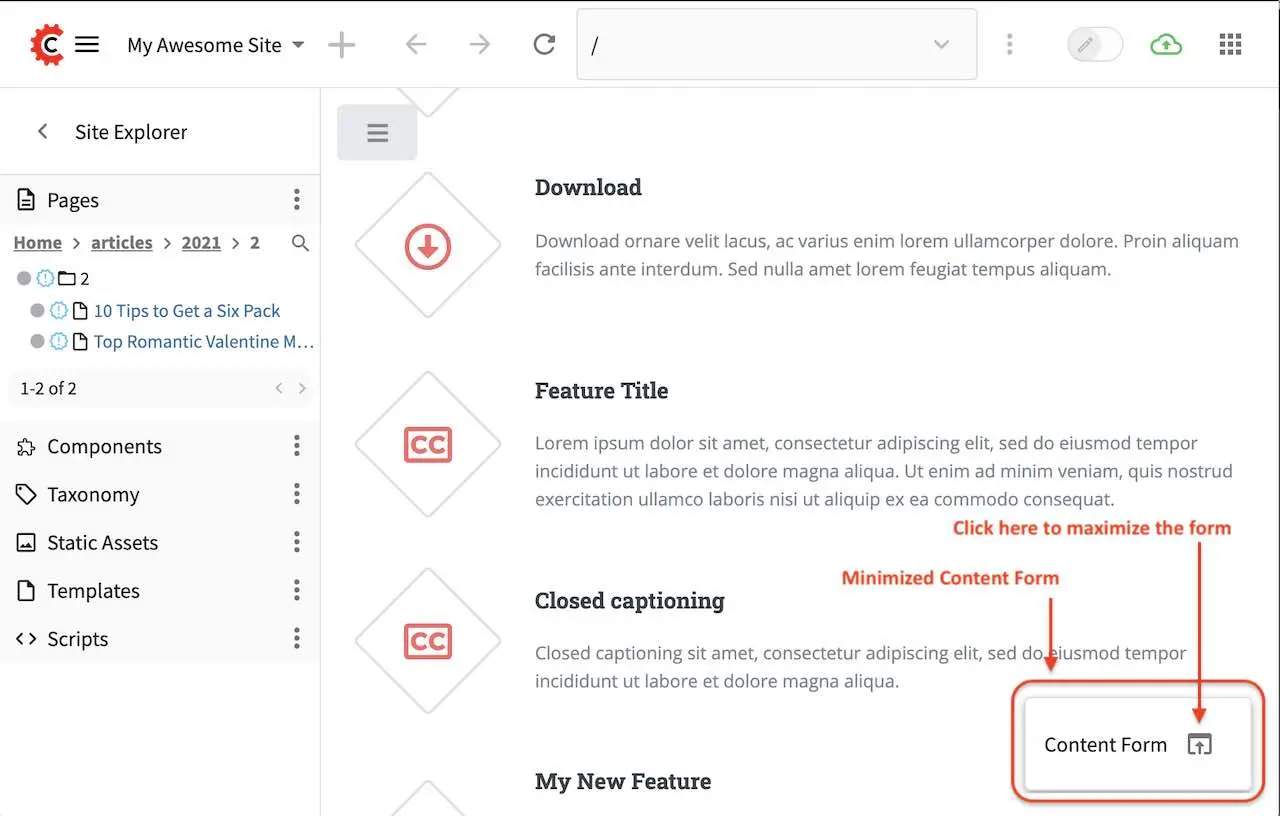 My Awesome Site
/
Site Explorer
Pages
Home > articles > 2021 > 2
2
10 Tips to Get a Six Pack
Top Romantic Valentine M...
1-2 of 2
Components
Taxonomy
Static Assets
Templates
Scripts
Download
Download ornare velit lacus, ac varius enim lorem ullamcorper dolore. Proin aliquam
facilisis ante interdum. Sed nulla amet lorem feugiat tempus aliquam.
Feature Title
Lorem ipsum dolor sit amet, consectetur adipiscing elit, sed do eiusmod tempor
incididunt ut labore et dolore magna aliqua. Ut enim ad minim veniam, quis nostrud
exercitation ullamco laboris nisi ut aliquip ex ea commodo consequat.
Click here to maximize the form
Minimized Content Form
Closed captioning
Closed captioning sit amet, consectetur adipiscing elit, sed do eiusmod tempor
incididunt ut labore et dolore magna aliqua.
Content Form
My New Feature
CC
CC